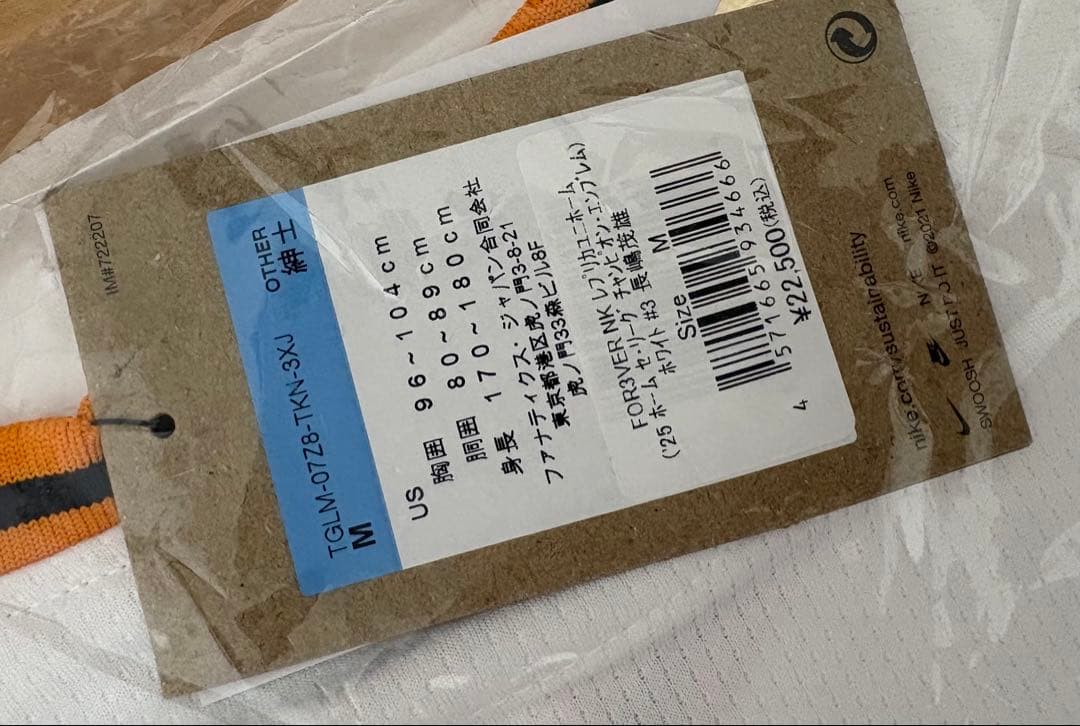 IM#722207
TGLM-07Z8-TKN-3XJ OTHER
M 紳士
US
胸囲 96~104cm
胴囲 80~89cm
身長 170~180cm
ファナティクス・ジャパン合同会社
東京都港区虎ノ門3-8-21
虎ノ門33森ビル8F
FOR3VER NK レプリカユニホーム
('25 ホーム セ・リーグ チャンピオン・エンブレム)
ホワイト #3 長嶋茂雄
Size M
4571665934666
¥22,500(税込)
nike.com/sustainability
nike.com
SWOOSH JUST DO IT ©2021 Nike